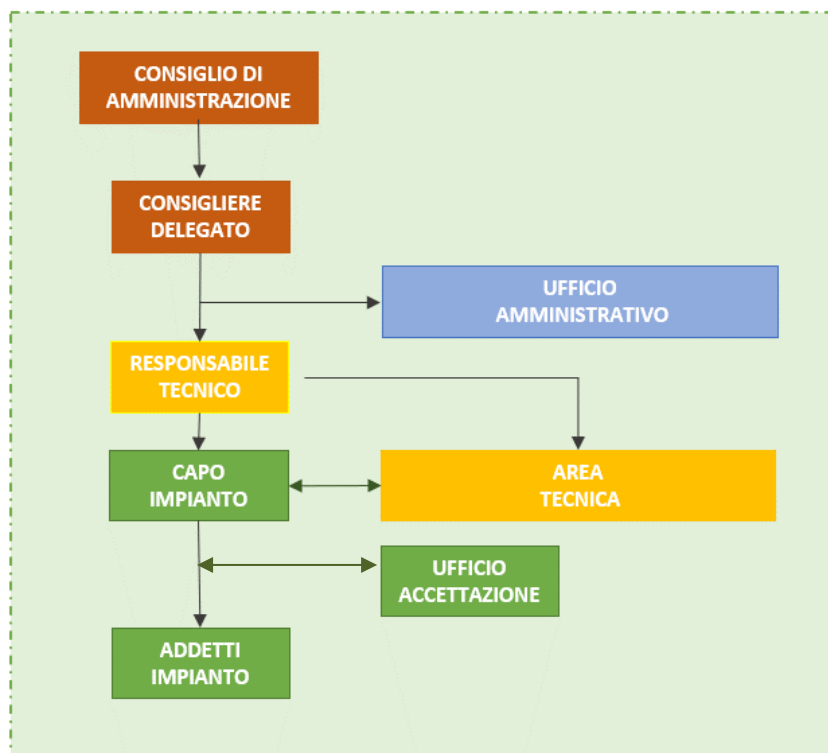 CONSIGLIO DI
AMMINISTRAZIONE
CONSIGLIERE
DELEGATO
UFFICIO
AMMINISTRATIVO
RESPONSABILE
TECNICO
CAPO
IMPIANTO
AREA
TECNICA
UFFICIO
ACCETTAZIONE
ADDETTI
IMPIANTO